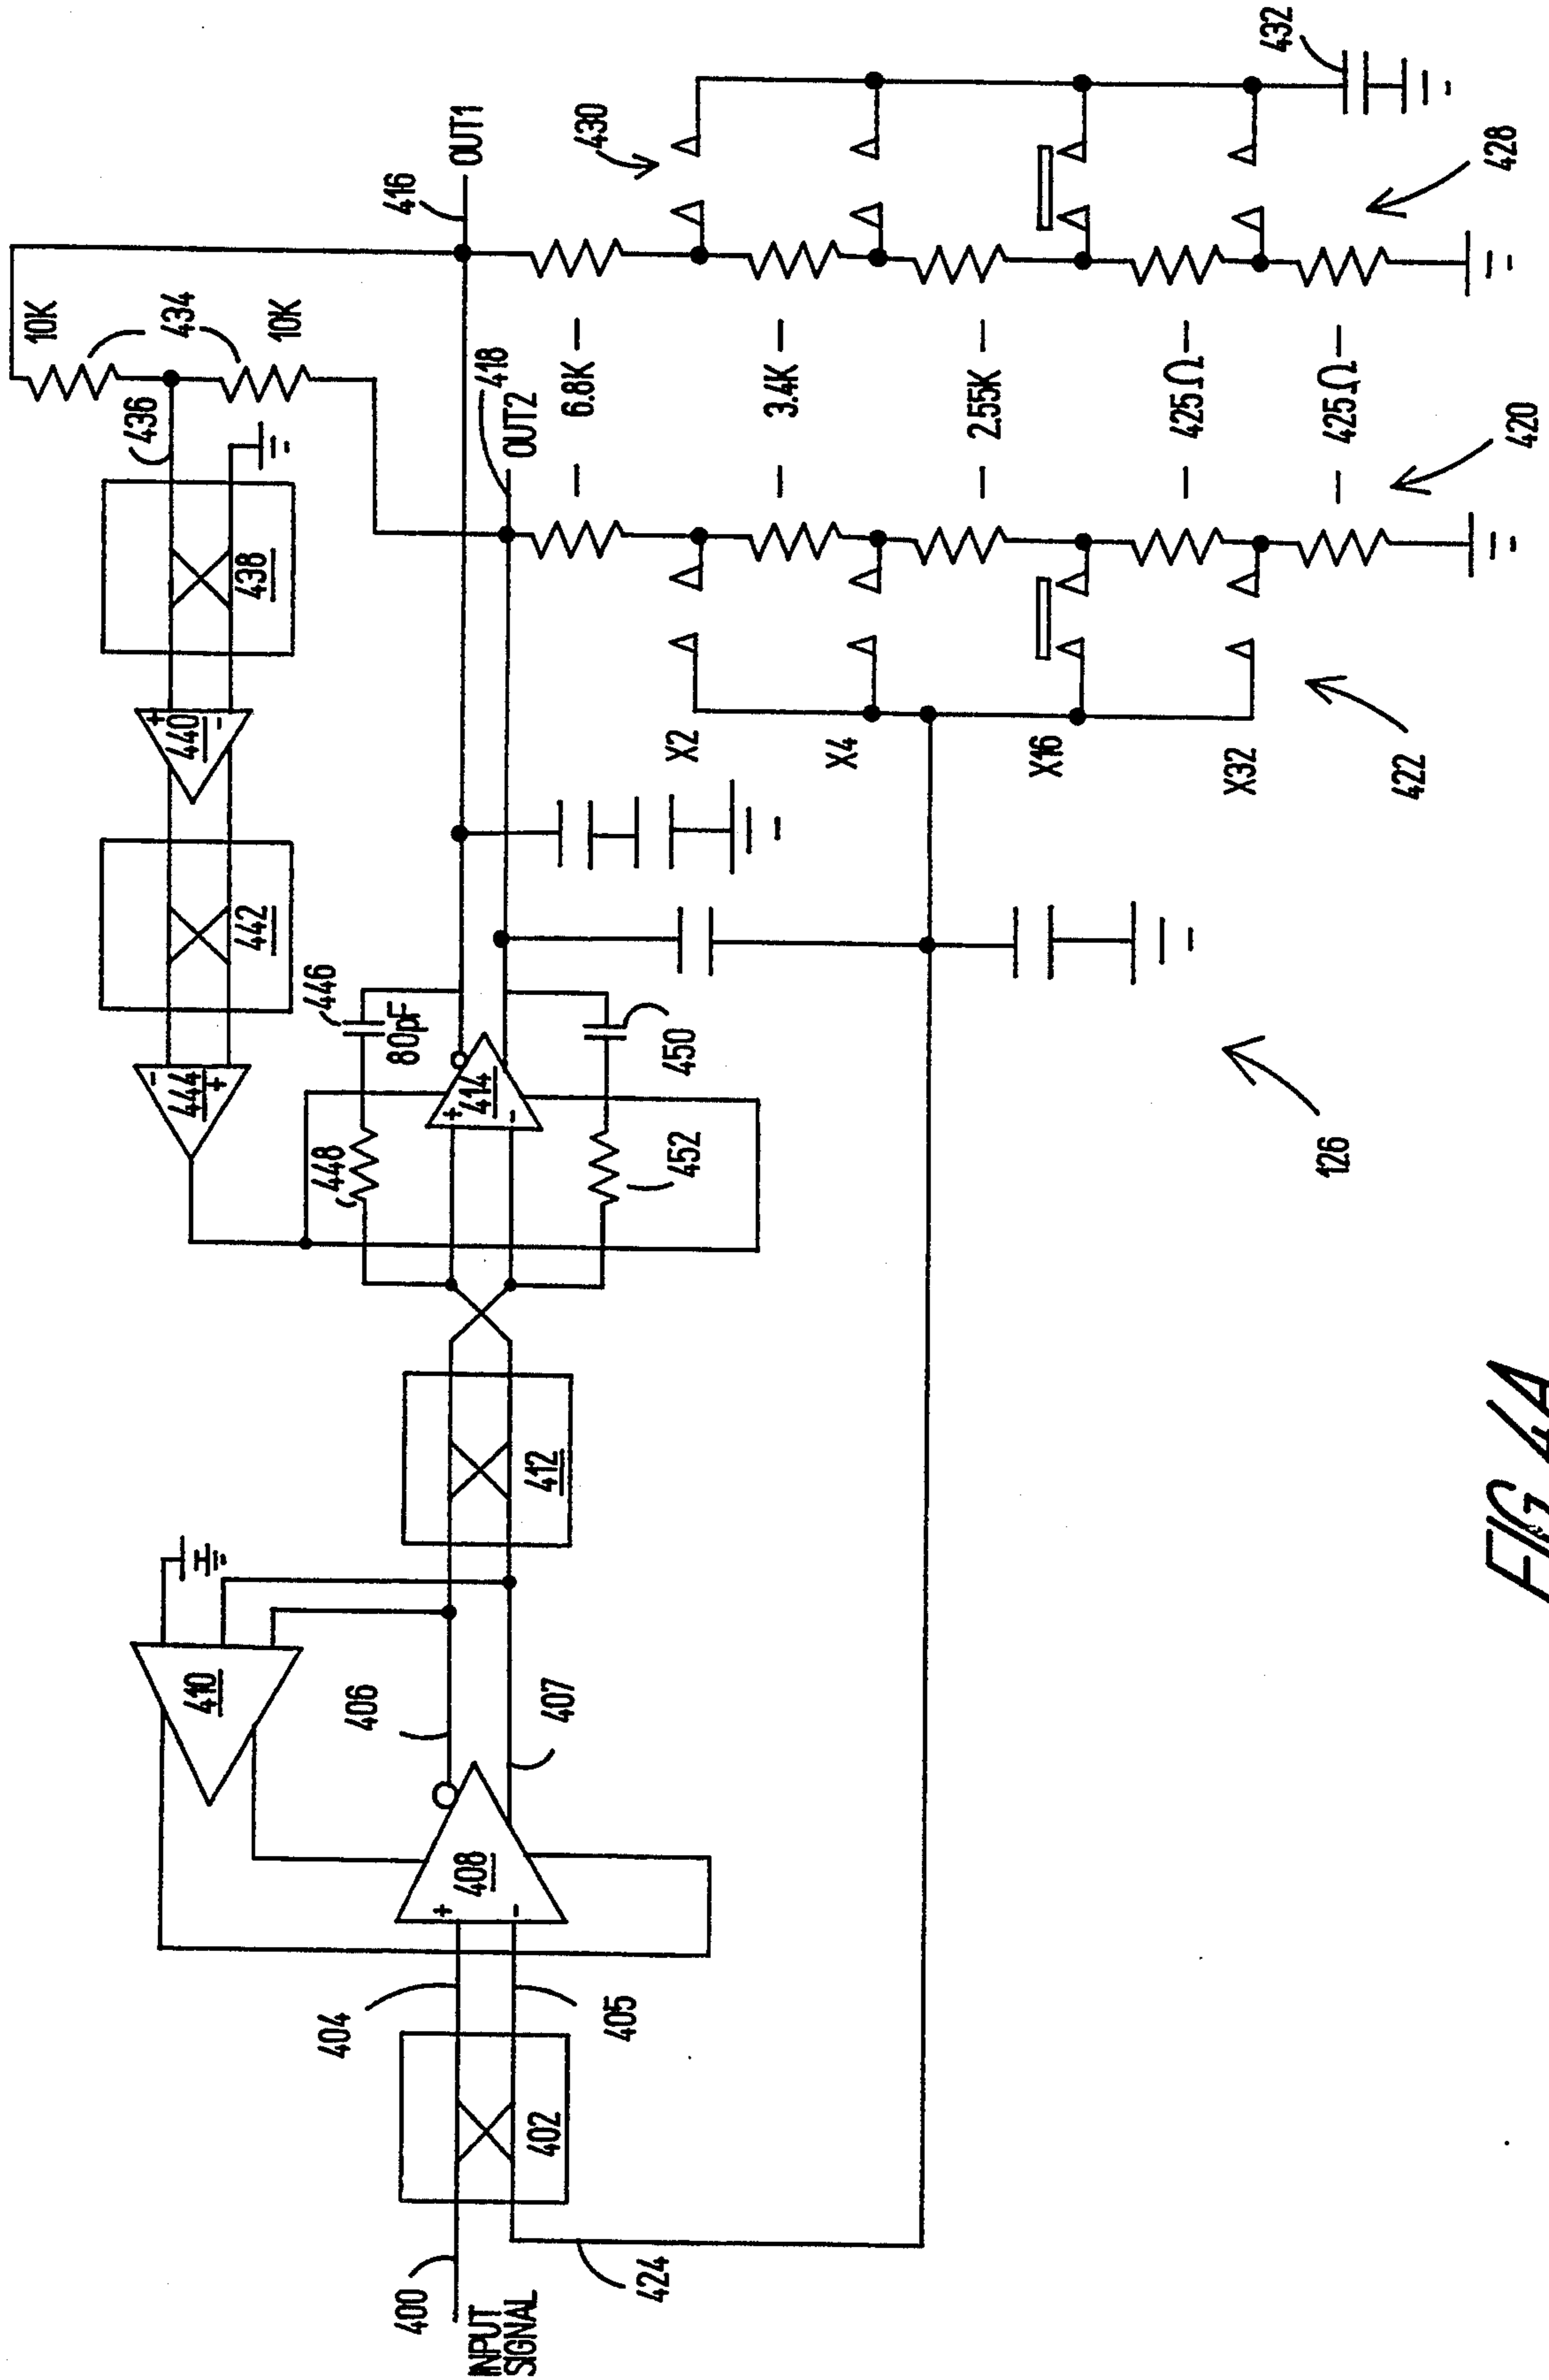 INPUT
SIGNAL
400
402
404
405
424
408
+
-
406
407
410
412
414
+
-
446
80pF
448
450
452
444
-
+
442
440
+
-
438
436
434
10K
10K
416
OUT1
418
OUT2
6.8K
3.4K
2.55K
425Ω
425Ω
X2
X4
X16
X32
422
420
430
428
432
126
FIG. 4A